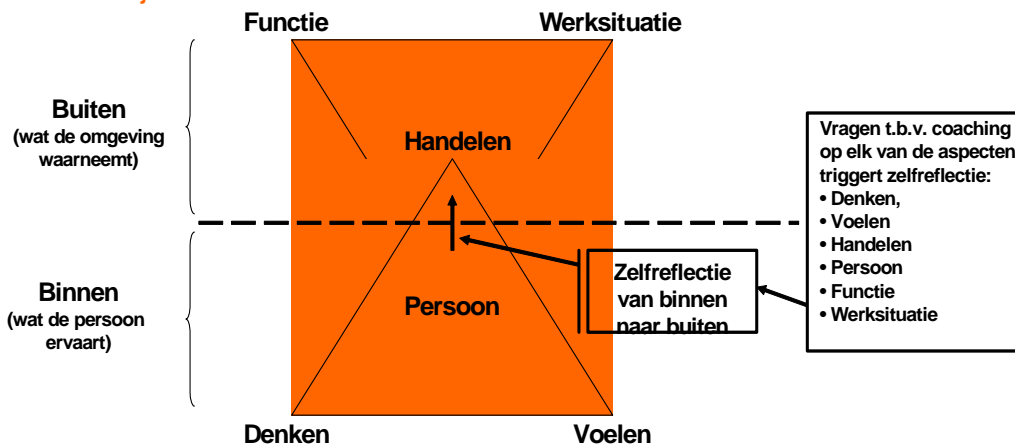 Functie
Werksituatie
Buiten
(wat de omgeving
waarneemt)
Handelen
Vragen t.b.v. coaching
op elk van de aspecten
triggert zelfreflectie:
• Denken,
• Voelen
• Handelen
• Persoon
• Functie
• Werksituatie
Binnen
(wat de persoon
ervaart)
Persoon
Zelfreflectie
van binnen
naar buiten
Denken
Voelen